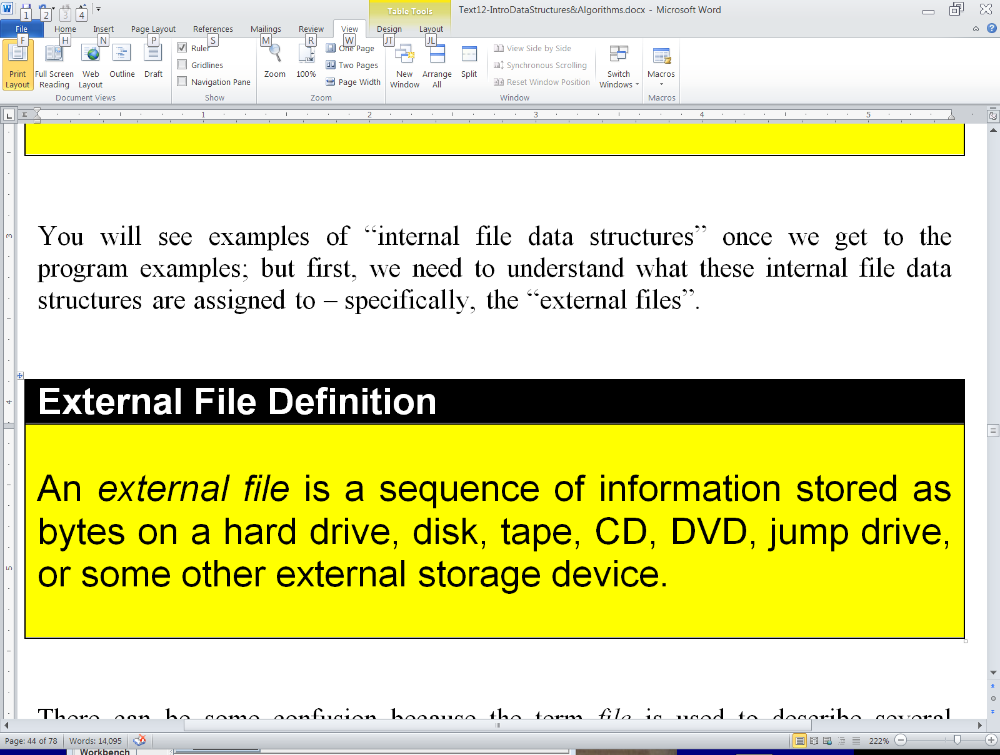 1 2 3 4
Table Tools
Text12-IntroDataStructures&Algorithms.docx - Microsoft Word
File Home Insert Page Layout References Mailings Review View Design Layout
F H N P S M R W JT JL
Print Layout
Full Screen Reading
Web Layout
Outline
Draft
Document Views
Ruler
Gridlines
Navigation Pane
Show
Zoom
100%
One Page
Two Pages
Page Width
Zoom
New Window
Arrange All
Split
View Side by Side
Synchronous Scrolling
Reset Window Position
Window
Switch Windows
Macros
Macros
1 2 3 4 5
3
4
5
You will see examples of “internal file data structures” once we get to the
program examples; but first, we need to understand what these internal file data
structures are assigned to – specifically, the “external files”.
External File Definition
An external file is a sequence of information stored as
bytes on a hard drive, disk, tape, CD, DVD, jump drive,
or some other external storage device.
There can be some confusion because the term file is used to describe several
Page: 44 of 78 Words: 14,095 222%
Workbench